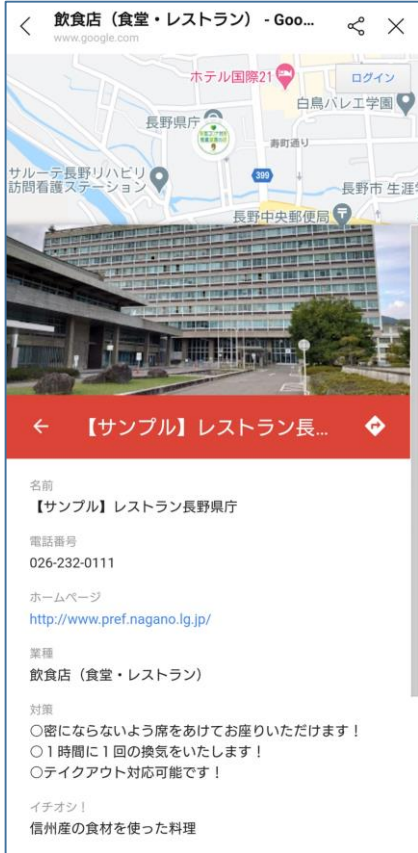 飲食店（食堂・レストラン） - Goo...
www.google.com
ホテル国際21
ログイン
白鳥バレエ学園
長野県庁
寿町通り
サルーテ長野リハビリ
訪問看護ステーション
399
長野市 生涯学
長野中央郵便局
【サンプル】レストラン長...
名前
【サンプル】レストラン長野県庁
電話番号
026-232-0111
ホームページ
http://www.pref.nagano.lg.jp/
業種
飲食店（食堂・レストラン）
対策
○密にならないよう席をあけてお座りいただけます！
○１時間に１回の換気をいたします！
○テイクアウト対応可能です！
イチオシ！
信州産の食材を使った料理